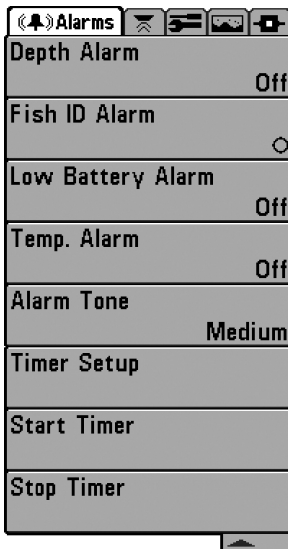 Alarms
Depth Alarm
Off
Fish ID Alarm
Low Battery Alarm
Off
Temp. Alarm
Off
Alarm Tone
Medium
Timer Setup
Start Timer
Stop Timer